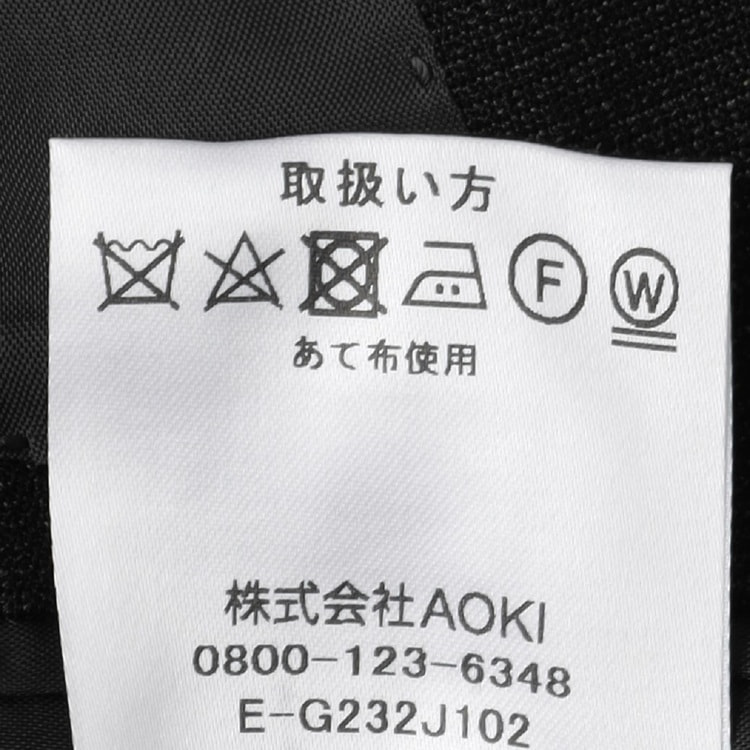 取扱い方
F W
あて布使用
株式会社AOKI
0800-123-6348
E-G232J102